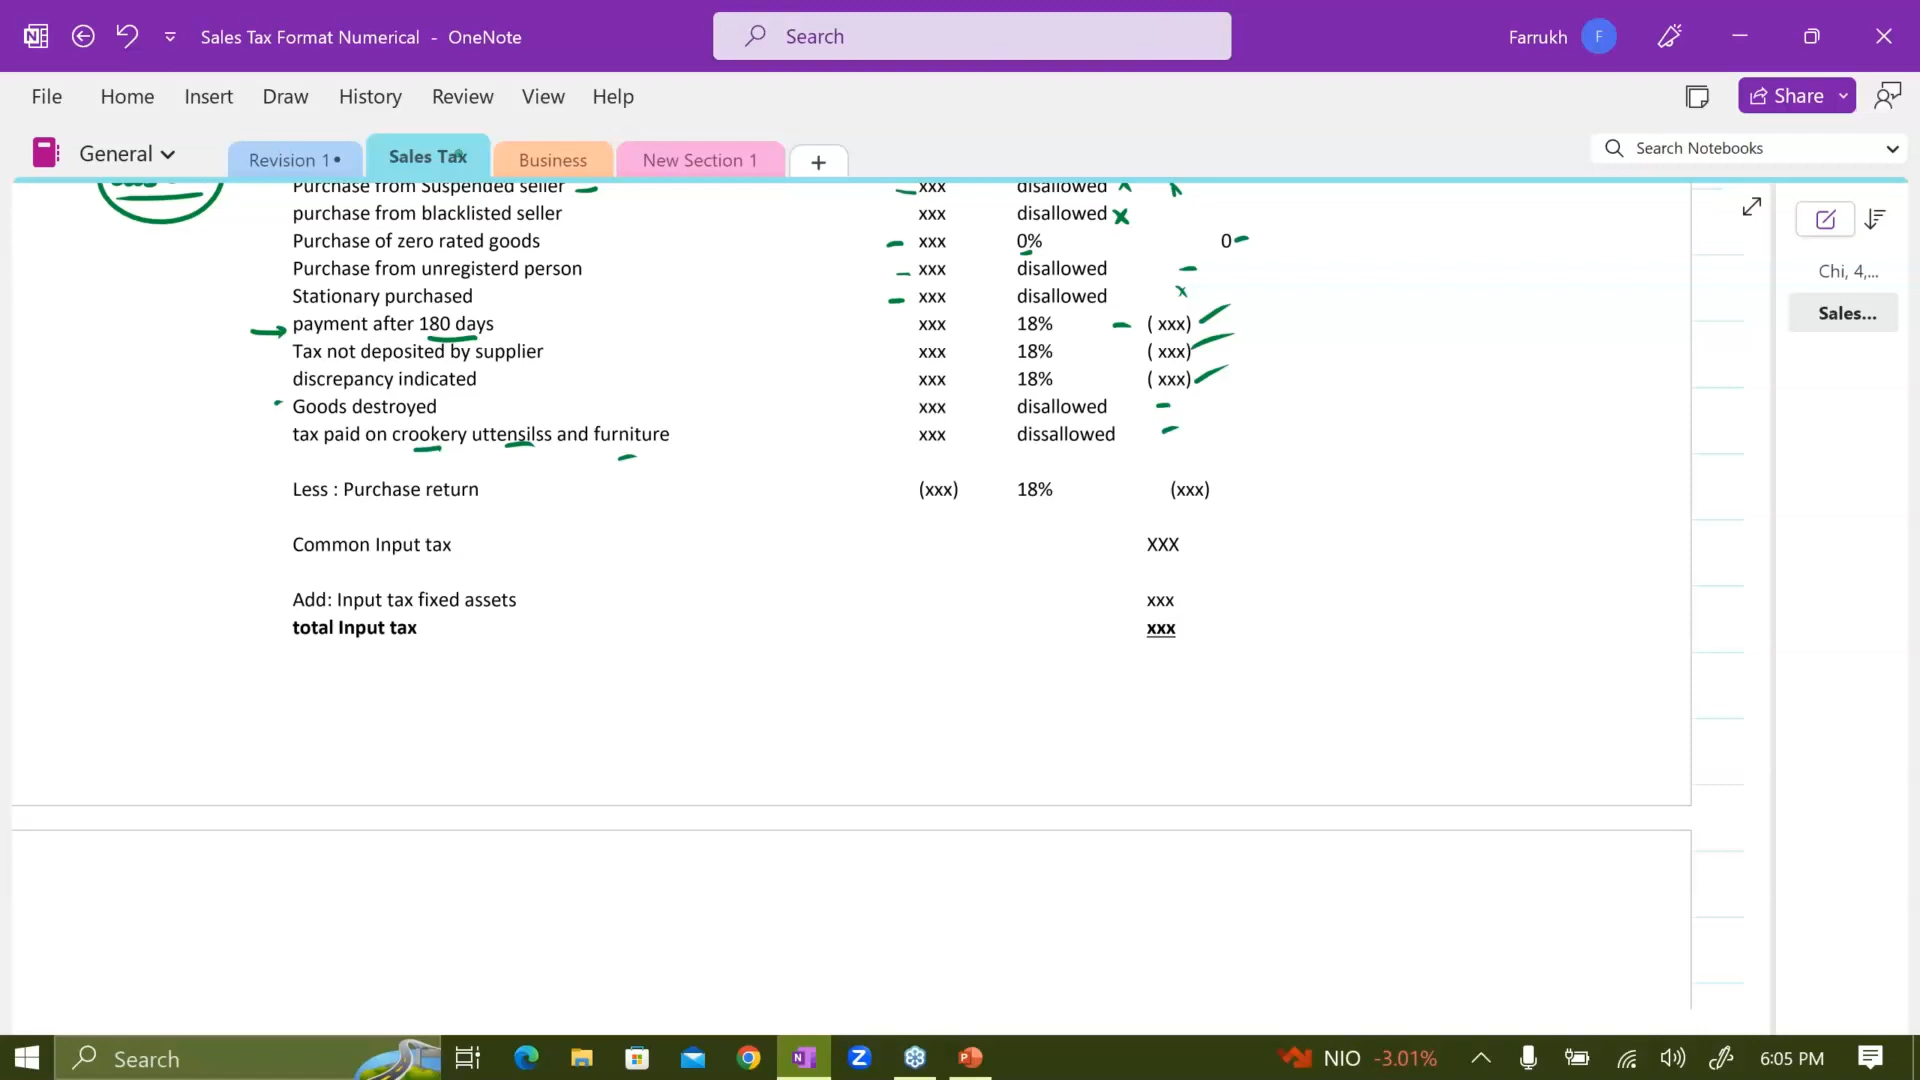 Sales Tax Format Numerical - OneNote
Search
Farrukh F
File Home Insert Draw History Review View Help
Share
General
Revision 1
Sales Tax
Business
New Section 1
+
Search Notebooks
Purchase from Suspended seller xxx disallowed
purchase from blacklisted seller xxx disallowed
Purchase of zero rated goods xxx 0% 0
Purchase from unregisterd person xxx disallowed
Stationary purchased xxx disallowed
payment after 180 days xxx 18% ( xxx)
Tax not deposited by supplier xxx 18% ( xxx)
discrepancy indicated xxx 18% ( xxx)
Goods destroyed xxx disallowed
tax paid on crookery uttensilss and furniture xxx dissallowed
Less : Purchase return (xxx) 18% (xxx)
Common Input tax XXX
Add: Input tax fixed assets xxx
total Input tax xxx
Chi, 4,...
Sales...
Search
NIO -3.01%
6:05 PM